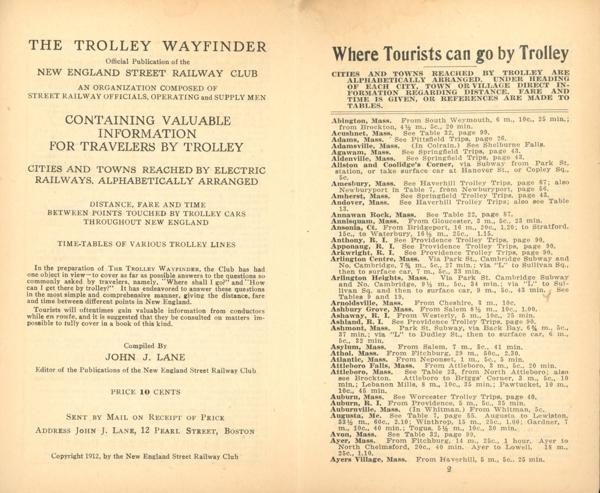 THE TROLLEY WAYFINDER
Official Publication of the
NEW ENGLAND STREET RAILWAY CLUB
AN ORGANIZATION COMPOSED OF
STREET RAILWAY OFFICIALS, OPERATING and SUPPLY MEN
CONTAINING VALUABLE
INFORMATION
FOR TRAVELERS BY TROLLEY
CITIES AND TOWNS REACHED BY ELECTRIC
RAILWAYS, ALPHABETICALLY ARRANGED
DISTANCE, FARE AND TIME
BETWEEN POINTS TOUCHED BY TROLLEY CARS
THROUGHOUT NEW ENGLAND
TIME-TABLES OF VARIOUS TROLLEY LINES
In the preparation of THE TROLLEY WAYFINDER, the Club has had
one object in view—to cover as far as possible answers to the questions so
commonly asked by travelers, namely, "Where shall I go?" and "How
can I get there by trolley?" It has endeavored to answer these questions
in the most simple and comprehensive manner, giving the distance, fare
and time between different points in New England.
Tourists will oftentimes gain valuable information from conductors
while en route, and it is suggested that they be consulted on matters im-
possible to fully cover in a book of this kind.
Compiled By
JOHN J. LANE
Editor of the Publications of the New England Street Railway Club
PRICE 10 CENTS
SENT BY MAIL ON RECEIPT OF PRICE
ADDRESS JOHN J. LANE, 12 PEARL STREET, BOSTON
Copyright 1912, by the New England Street Railway Club
Where Tourists can go by Trolley
CITIES AND TOWNS REACHED BY TROLLEY ARE
ALPHABETICALLY ARRANGED. UNDER HEADING
OF EACH CITY, TOWN OR VILLAGE DIRECT IN-
FORMATION REGARDING DISTANCE, FARE AND
TIME IS GIVEN, OR REFERENCES ARE MADE TO
TABLES.
Abington, Mass. From South Weymouth, 6 m., 10c., 25 min.;
from Brockton, 4½ m., 5c., 20 min.
Acushnet, Mass. See Table 22, page 99.
Adams, Mass. See Pittsfield Trips, page 26.
Adamsville, Mass. (In Colrain.) See Shelburne Falls.
Agawam, Mass. See Springfield Trips, page 43.
Aldenville, Mass. See Springfield Trips, page 43.
Allston and Coolidge's Corner, via Subway from Park St.
station, or take surface car at Hanover St., or Copley Sq.,
5c.
Amesbury, Mass. See Haverhill Trolley Trips, page 67; also
Newburyport in Table 7, from Newburyport, page 56.
Amherst, Mass. See Springfield Trolley Trips, page 43.
Andover, Mass. See Haverhill Trolley Trips; also see Table
13.
Annawan Rock, Mass. See Table 22, page 87.
Annisquam, Mass. From Gloucester, 3 m., 5c., 23 min.
Ansonia, Ct. From Bridgeport, 16 m., 20c., 1.20; to Stratford,
15c., to Waterbury, 16½ m., 25c., 1.15.
Anthony, R. I. See Providence Trolley Trips, page 90.
Apponaug, R. I. See Providence Trolley Trips, page 90.
Arkwright, R. I. See Providence Trolley Trips, page 90.
Arlington Centre, Mass. Via Park St., Cambridge Subway and
No. Cambridge, 7¾ m., 5c., 27 min.; via "L" to Sullivan Sq.,
then to surface car, 7 m., 5c., 33 min.
Arlington Heights, Mass. Via Park St., Cambridge Subway
and No. Cambridge, 9½ m., 5c., 34 min.; via "L" to Sul-
livan Sq. and then to surface car, 9 m., 5c., 43 min. See
Tables 9 and 19.
Arnoldsville, Mass. From Cheshire, 3 m., 10c.
Ashbury Grove, Mass. From Salem 8½ m., 10c., 1.00.
Ashaway, R. I. From Westerly, 5 m., 10c., 25 min.
Ashland, R. I. See Providence Trolley Trips, page 90.
Ashmont, Mass. Park St. Subway, via Back Bay, 6¾ m., 5c.,
37 min.; via "L" to Dudley St., then to surface car, 6 m.,
5c., 32 min.
Asylum, Mass. From Salem, 7 m., 5c., 41 min.
Athol, Mass. From Fitchburg, 29 m., 50c., 2.30.
Atlantic, Mass. From Neponset, 1 m., 5c., 5 min.
Attleboro Falls, Mass. From Attleboro, 3 m., 5c., 20 min.
Attleboro, Mass. See Table 23, from North Attleboro; also
see Brockton. Attleboro to Briggs' Corner, 3 m., 5c., 10
min.; Lebanon Mills, 8 m., 10c., 35 min.; Pawtucket, 10 m.,
10c., 45 min.
Auburn, Mass. See Worcester Trolley Trips, page 40.
Auburn, R. I. From Providence, 5 m., 5c., 25 min.
Auburnville, Mass. (In Whitman.) From Whitman, 5c.
Augusta, Me. See Table 7, page 55. Augusta to Lewiston,
33½ m., 60c., 2.10; Winthrop, 15 m., 25c., 1.00; Gardner, 7
m., 10c., 40 min.; Togus, 5½ m., 10c., 30 min.
Avon, Mass. See Table 22, page 99.
Ayer, Mass. From Fitchburg, 14 m., 25c., 1 hour. Ayer to
North Chelmsford, 20c., 40 min. Ayer to Lowell, 18 m.,
25c., 1.10.
Ayers Village, Mass. From Haverhill, 5 m., 5c., 25 min.
2